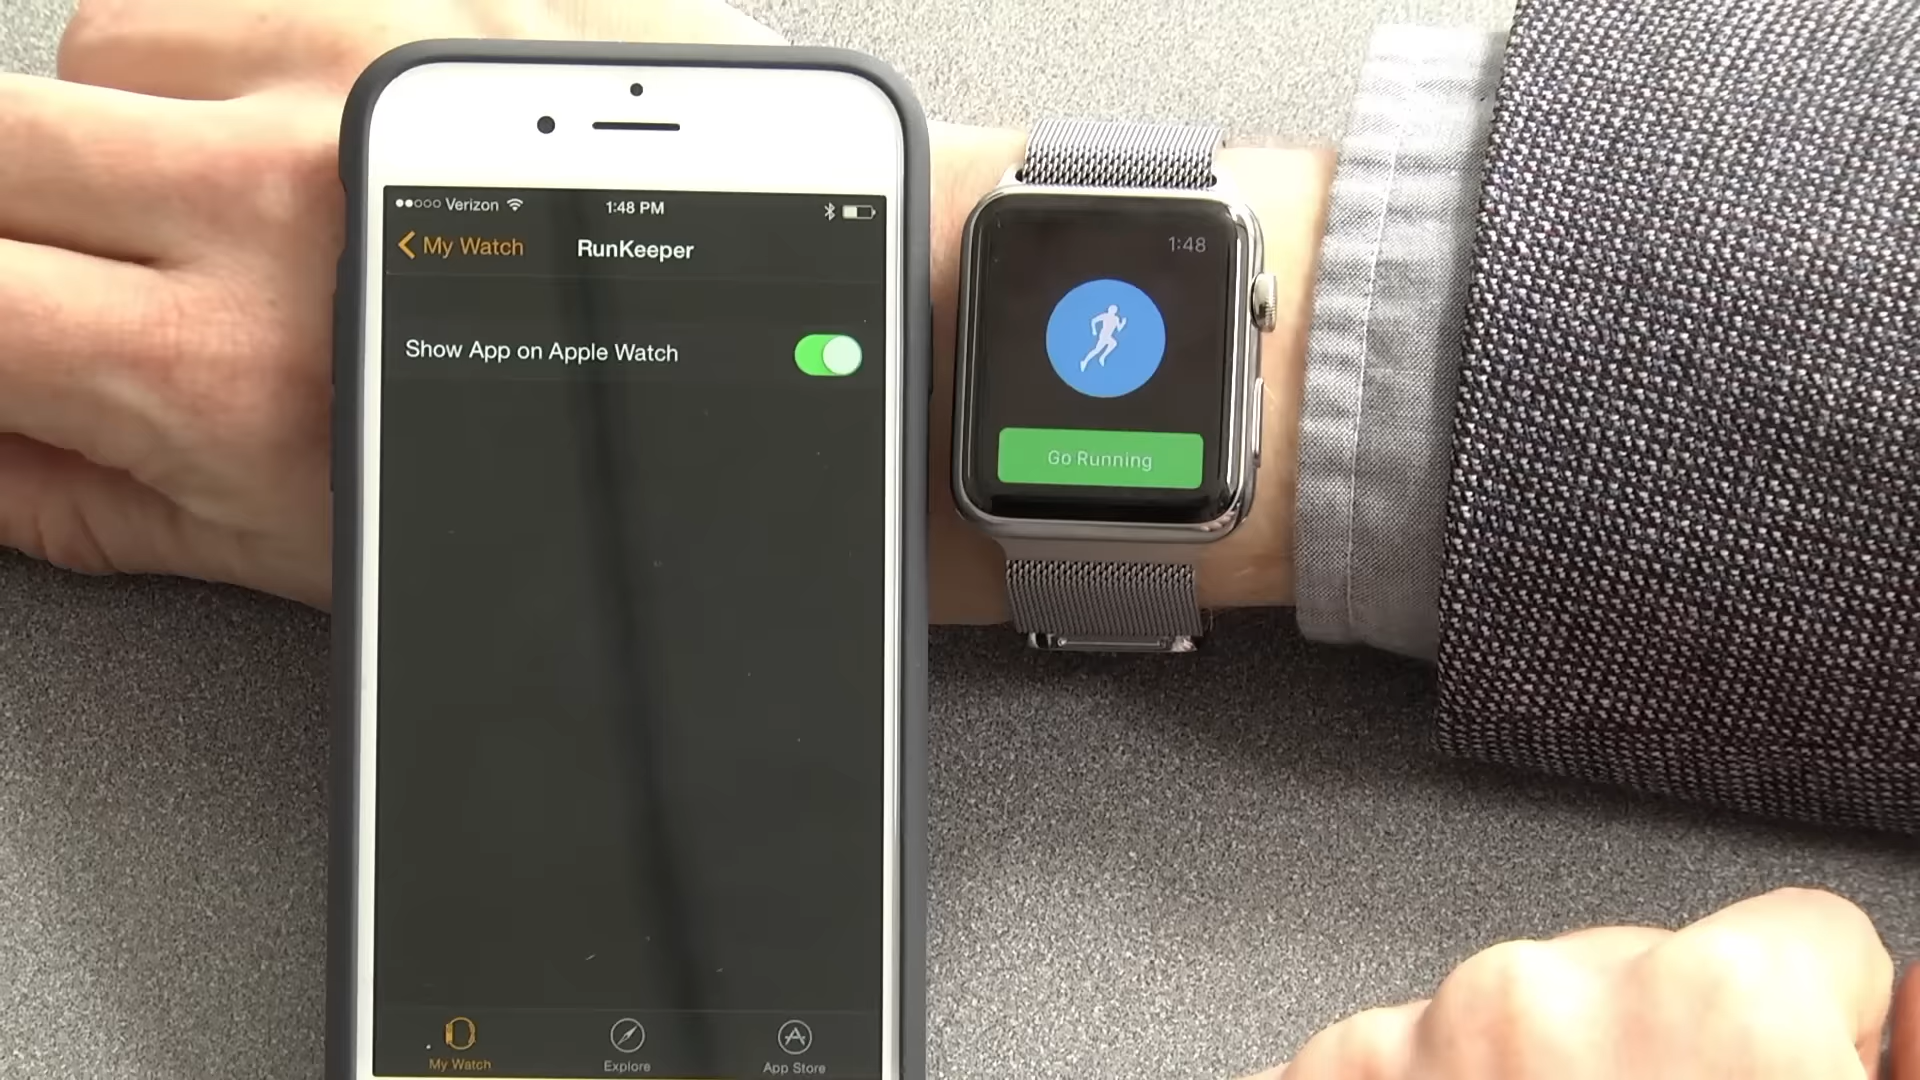 Verizon 1:48 PM
My Watch RunKeeper
Show App on Apple Watch
My Watch Explore App Store
1:48
Go Running